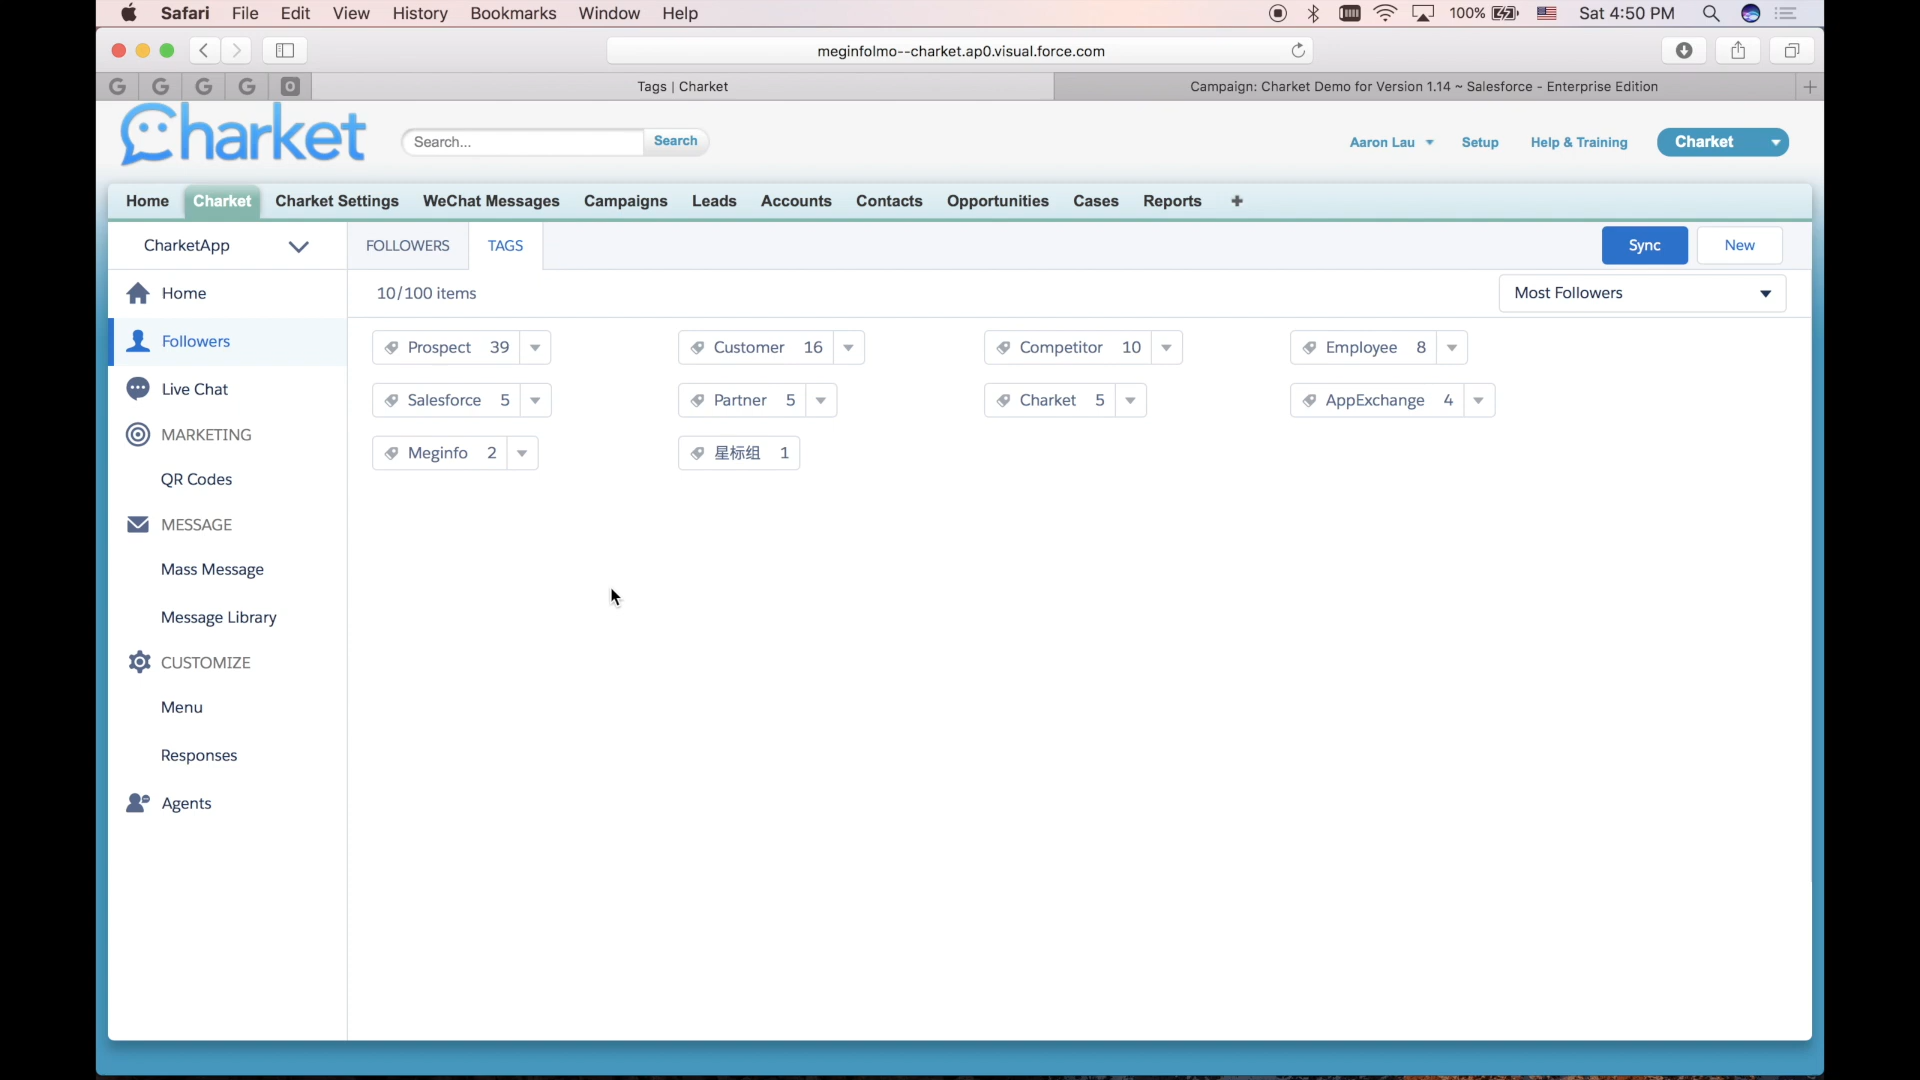 Safari File Edit View History Bookmarks Window Help 100% Sat 4:50 PM
meginfolmo--charket.ap0.visual.force.com
Tags | Charket Campaign: Charket Demo for Version 1.14 ~ Salesforce - Enterprise Edition
Charket Search... Search Aaron Lau Setup Help & Training Charket
Home Charket Charket Settings WeChat Messages Campaigns Leads Accounts Contacts Opportunities Cases Reports
CharketApp FOLLOWERS TAGS Sync New
Home 10/100 items Most Followers
Followers Prospect 39 Customer 16 Competitor 10 Employee 8
Live Chat Salesforce 5 Partner 5 Charket 5 AppExchange 4
MARKETING Meginfo 2 星标组 1
QR Codes
MESSAGE
Mass Message
Message Library
CUSTOMIZE
Menu
Responses
Agents